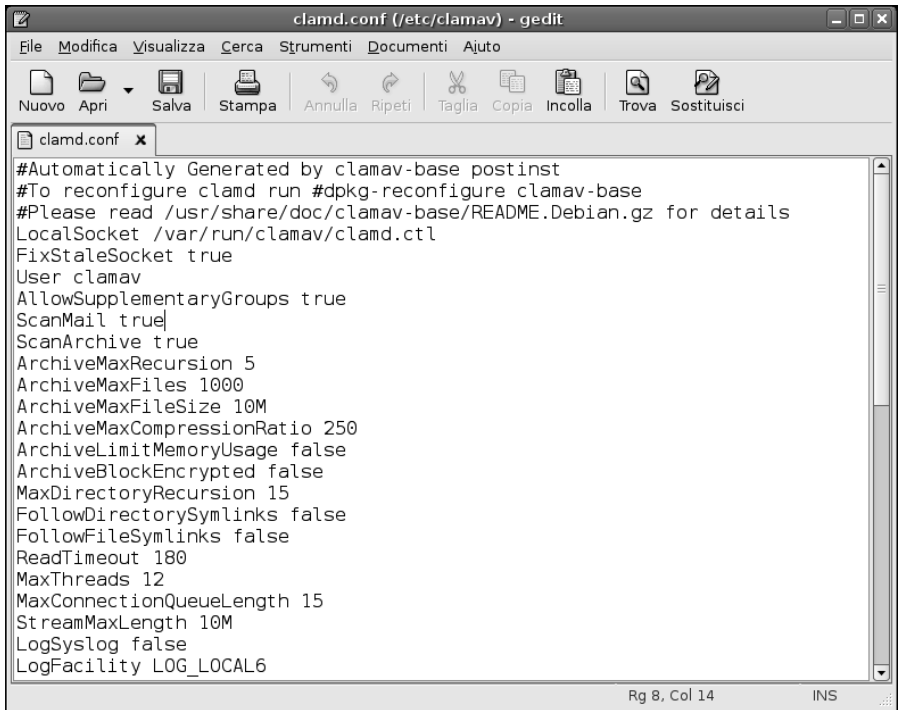 clamd.conf (/etc/clamav) - gedit
File Modifica Visualizza Cerca Strumenti Documenti Aiuto
Nuovo Apri Salva Stampa Annulla Ripeti Taglia Copia Incolla Trova Sostituisci
clamd.conf
#Automatically Generated by clamav-base postinst
#To reconfigure clamd run #dpkg-reconfigure clamav-base
#Please read /usr/share/doc/clamav-base/README.Debian.gz for details
LocalSocket /var/run/clamav/clamd.ctl
FixStaleSocket true
User clamav
AllowSupplementaryGroups true
ScanMail true
ScanArchive true
ArchiveMaxRecursion 5
ArchiveMaxFiles 1000
ArchiveMaxFileSize 10M
ArchiveMaxCompressionRatio 250
ArchiveLimitMemoryUsage false
ArchiveBlockEncrypted false
MaxDirectoryRecursion 15
FollowDirectorySymlinks false
FollowFileSymlinks false
ReadTimeout 180
MaxThreads 12
MaxConnectionQueueLength 15
StreamMaxLength 10M
LogSyslog false
LogFacility LOG_LOCAL6
Rg 8, Col 14 INS